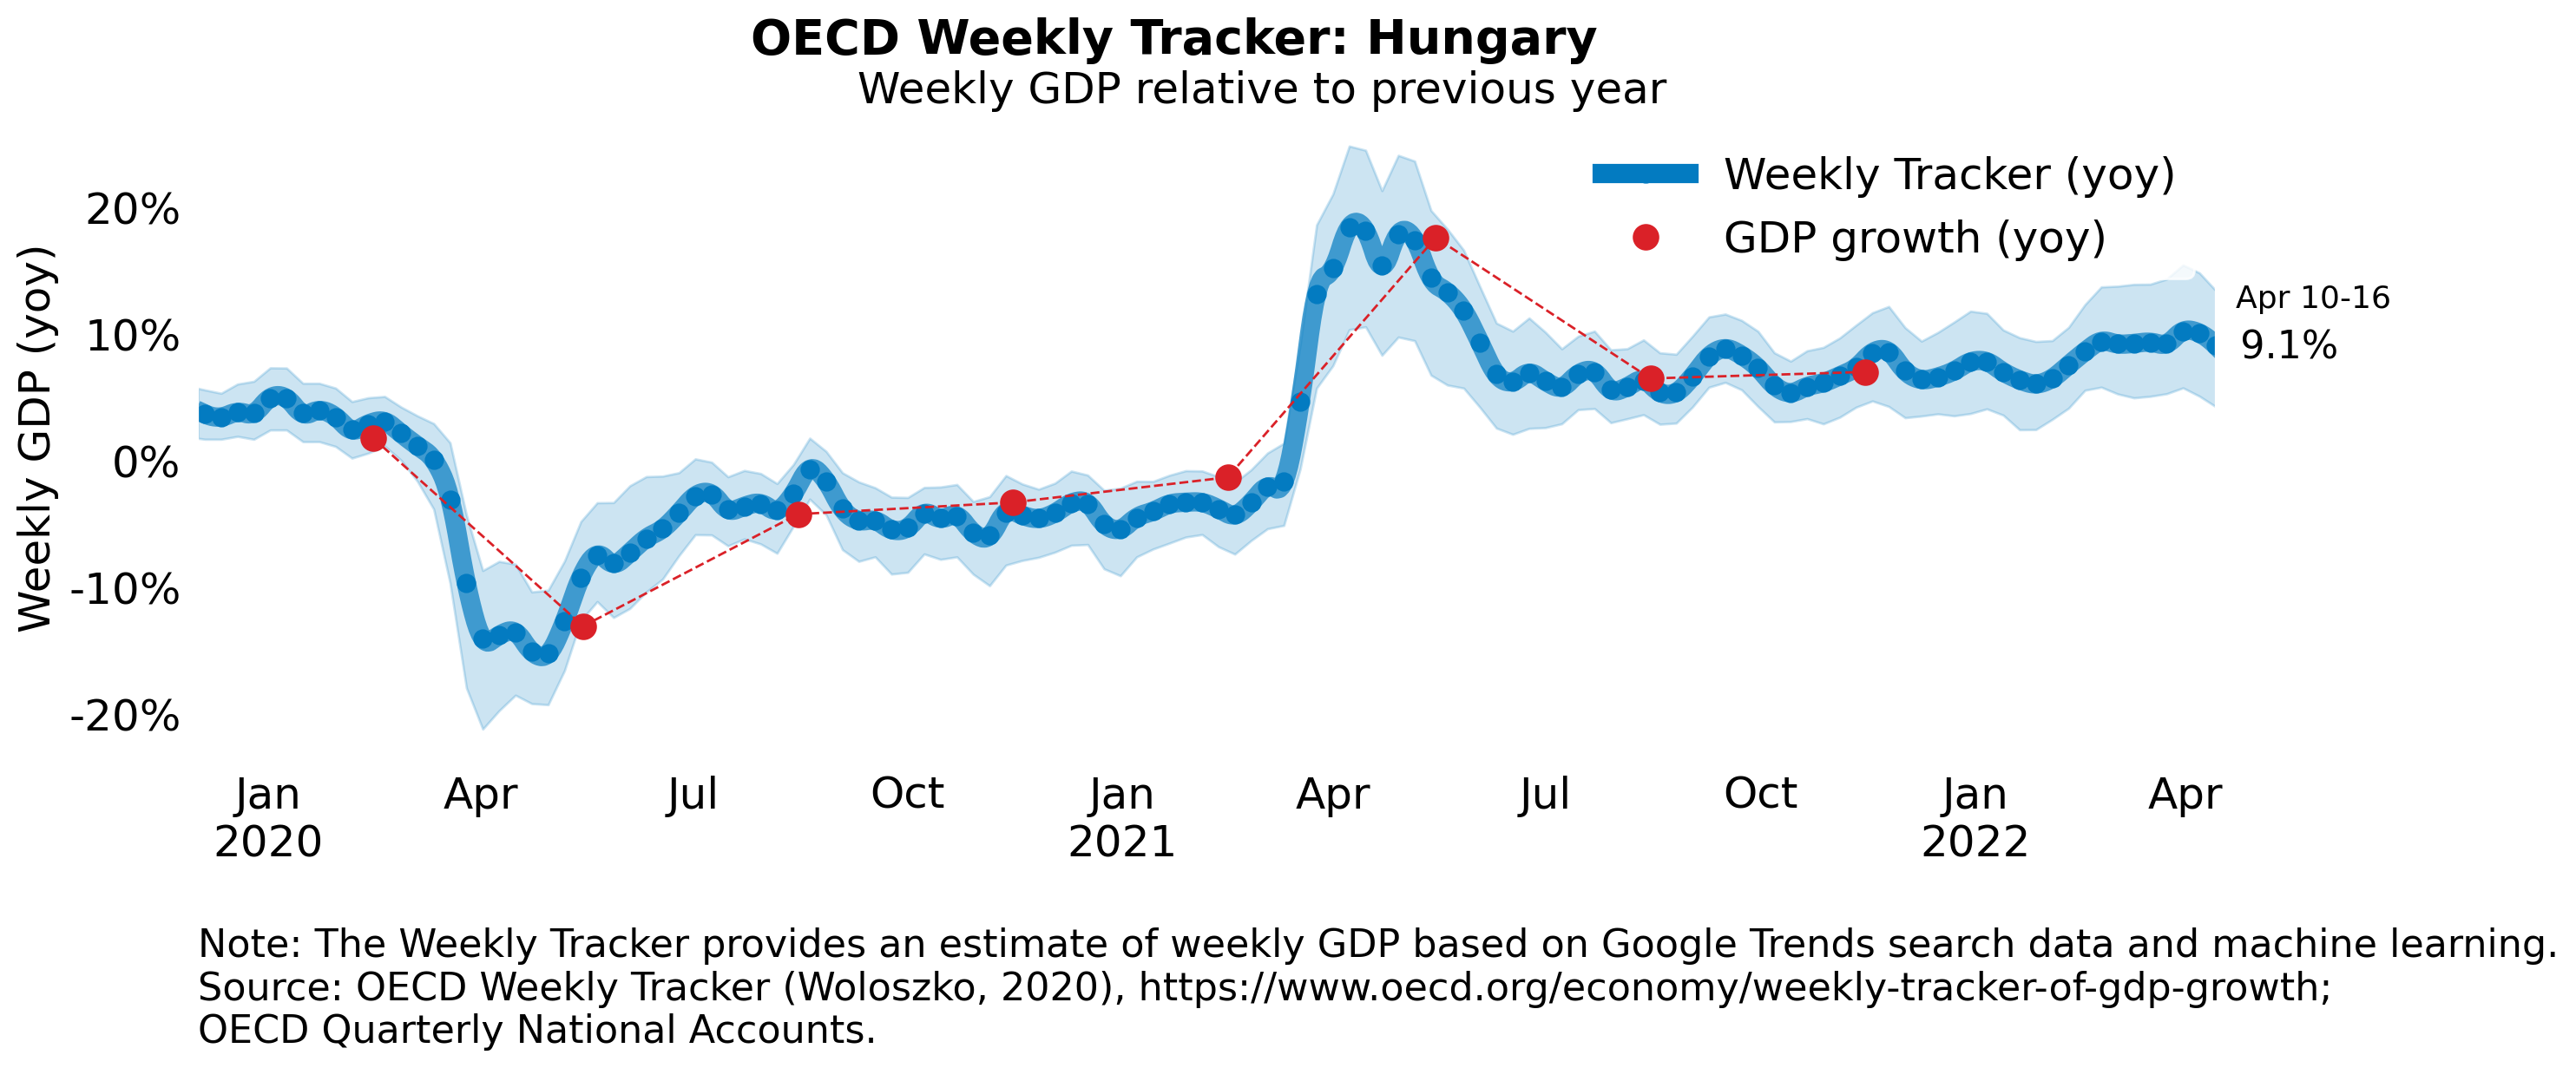 OECD Weekly Tracker: Hungary
Weekly GDP relative to previous year
Weekly Tracker (yoy)
GDP growth (yoy)
Weekly GDP (yoy)
20%
10%
0%
-10%
-20%
Apr 10-16
9.1%
Jan Apr Jul Oct Jan Apr Jul Oct Jan Apr
2020 2021 2022
Note: The Weekly Tracker provides an estimate of weekly GDP based on Google Trends search data and machine learning.
Source: OECD Weekly Tracker (Woloszko, 2020), https://www.oecd.org/economy/weekly-tracker-of-gdp-growth;
OECD Quarterly National Accounts.